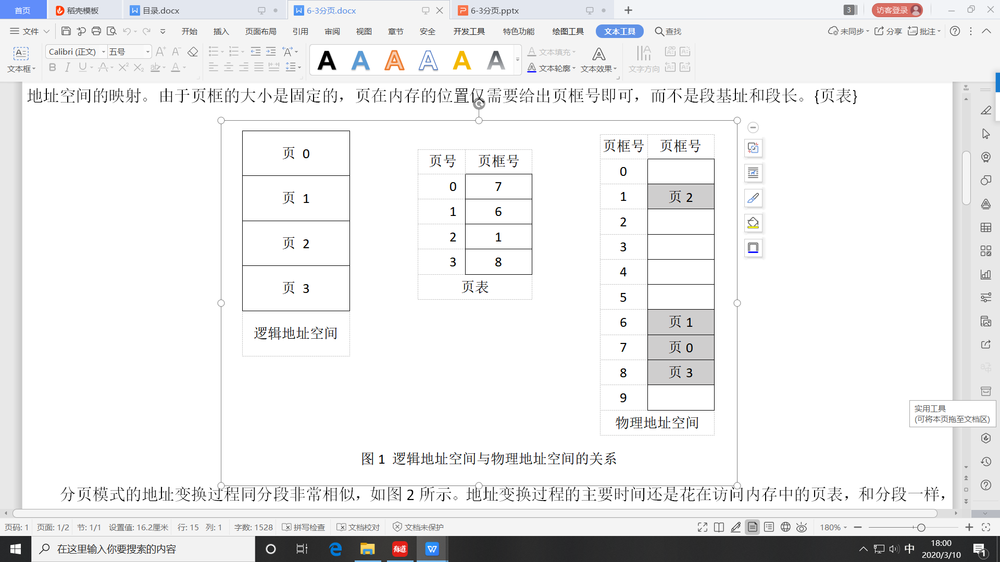 首页
稻壳模板
目录.docx
6-3分页.docx
6-3分页.pptx
3
访客登录
文件
开始
插入
页面布局
引用
审阅
视图
章节
安全
开发工具
特色功能
绘图工具
文本工具
查找
未同步
分享
批注
文本框
Calibri (正文)
五号
文本填充
文本轮廓
文本效果
文字方向
地址空间的映射。由于页框的大小是固定的，页在内存的位置仅需要给出页框号即可，而不是段基址和段长。{页表}
页 0
页 1
页 2
页 3
逻辑地址空间
页号 页框号
0 7
1 6
2 1
3 8
页表
页框号 页框号
0
1 页 2
2
3
4
5
6 页 1
7 页 0
8 页 3
9
物理地址空间
图 1 逻辑地址空间与物理地址空间的关系
分页模式的地址变换过程同分段非常相似，如图 2 所示。地址变换过程的主要时间还是花在访问内存中的页表，和分段一样，
实用工具
(可将本页拖至文档区)
页码: 1 页面: 1/2 节: 1/1 设置值: 16.2厘米 行: 15 列: 1 字数: 1528 拼写检查 文档校对 文档未保护
180%
在这里输入你要搜索的内容
有道
中
18:00
2020/3/10
1